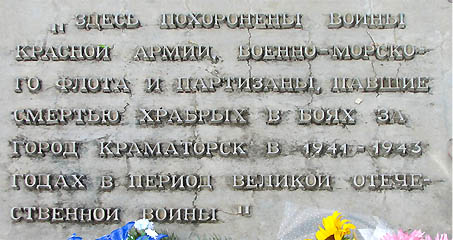 „ЗДЕСЬ ПОХОРОНЕНЫ ВОИНЫ
КРАСНОЙ АРМИИ, ВОЕННО-МОРСКО-
ГО ФЛОТА И ПАРТИЗАНЫ, ПАВШИЕ
СМЕРТЬЮ ХРАБРЫХ В БОЯХ ЗА
ГОРОД КРАМАТОРСК В 1941-1943
ГОДАХ В ПЕРИОД ВЕЛИКОЙ ОТЕЧЕ-
СТВЕННОЙ ВОЙНЫ"